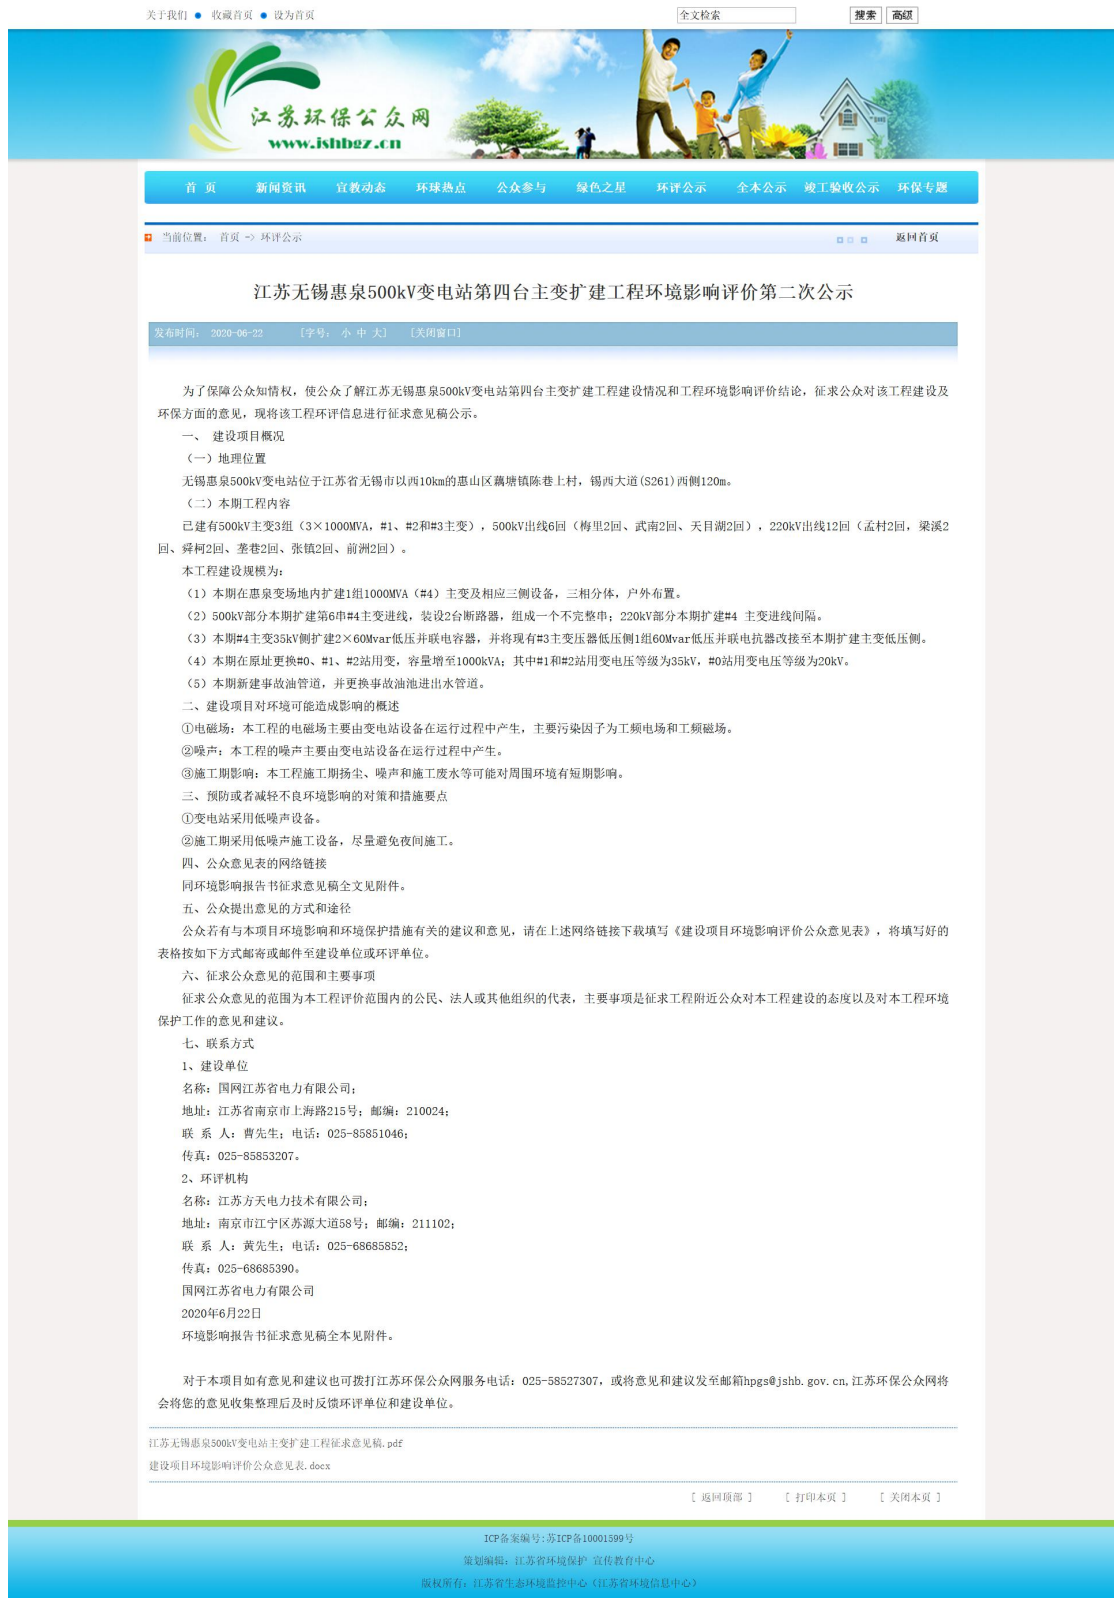 关于我们 收藏首页 设为首页 全文检索 搜索 高级
江苏环保公众网
www.jshbgz.cn
首 页 新闻资讯 宣教动态 环球热点 公众参与 绿色之星 环评公示 全本公示 竣工验收公示 环保专题
当前位置: 首页 -> 环评公示 返回首页
江苏无锡惠泉500kV变电站第四台主变扩建工程环境影响评价第二次公示
发布时间: 2020-06-22 [字号: 小 中 大] [关闭窗口]
为了保障公众知情权，使公众了解江苏无锡惠泉500kV变电站第四台主变扩建工程建设情况和工程环境影响评价结论，征求公众对该工程建设及
环保方面的意见，现将该工程环评信息进行征求意见稿公示。
一、 建设项目概况
（一）地理位置
无锡惠泉500kV变电站位于江苏省无锡市以西10km的惠山区藕塘镇陈巷上村，锡西大道(S261)西侧120m。
（二）本期工程内容
已建有500kV主变3组（3×1000MVA，#1、#2和#3主变），500kV出线6回（梅里2回、武南2回、天目湖2回），220kV出线12回（孟村2回，梁溪2
回、舜柯2回、垄巷2回、张镇2回、前洲2回）。
本工程建设规模为:
（1）本期在惠泉变场地内扩建1组1000MVA（#4）主变及相应三侧设备，三相分体，户外布置。
（2）500kV部分本期扩建第6串#4主变进线，装设2台断路器，组成一个不完整串；220kV部分本期扩建#4 主变进线间隔。
（3）本期#4主变35kV侧扩建2×60Mvar低压并联电容器，并将现有#3主变压器低压侧1组60Mvar低压并联电抗器改接至本期扩建主变低压侧。
（4）本期在原址更换#0、#1、#2站用变，容量增至1000kVA；其中#1和#2站用变电压等级为35kV，#0站用变电压等级为20kV。
（5）本期新建事故油管道，并更换事故油池进出水管道。
二、建设项目对环境可能造成影响的概述
①电磁场：本工程的电磁场主要由变电站设备在运行过程中产生，主要污染因子为工频电场和工频磁场。
②噪声：本工程的噪声主要由变电站设备在运行过程中产生。
③施工期影响：本工程施工期扬尘、噪声和施工废水等可能对周围环境有短期影响。
三、预防或者减轻不良环境影响的对策和措施要点
①变电站采用低噪声设备。
②施工期采用低噪声施工设备，尽量避免夜间施工。
四、公众意见表的网络链接
同环境影响报告书征求意见稿全文见附件。
五、公众提出意见的方式和途径
公众若有与本项目环境影响和环境保护措施有关的建议和意见，请在上述网络链接下载填写《建设项目环境影响评价公众意见表》，将填写好的
表格按如下方式邮寄或邮件至建设单位或环评单位。
六、征求公众意见的范围和主要事项
征求公众意见的范围为本工程评价范围内的公民、法人或其他组织的代表，主要事项是征求工程附近公众对本工程建设的态度以及对本工程环境
保护工作的意见和建议。
七、联系方式
1、建设单位
名称：国网江苏省电力有限公司；
地址：江苏省南京市上海路215号；邮编：210024；
联 系 人：曹先生；电话：025-85851046；
传真：025-85853207。
2、环评机构
名称：江苏方天电力技术有限公司；
地址：南京市江宁区苏源大道58号；邮编：211102；
联 系 人：黄先生；电话：025-68685852；
传真：025-68685390。
国网江苏省电力有限公司
2020年6月22日
环境影响报告书征求意见稿全本见附件。
对于本项目如有意见和建议也可拨打江苏环保公众网服务电话：025-58527307，或将意见和建议发至邮箱hpgs@jshb.gov.cn,江苏环保公众网将
会将您的意见收集整理后及时反馈环评单位和建设单位。
江苏无锡惠泉500kV变电站主变扩建工程征求意见稿.pdf
建设项目环境影响评价公众意见表.docx
[ 返回顶部 ] [ 打印本页 ] [ 关闭本页 ]
ICP备案编号:苏ICP备10001599号
策划编辑：江苏省环境保护 宣传教育中心
版权所有：江苏省生态环境监控中心（江苏省环境信息中心）